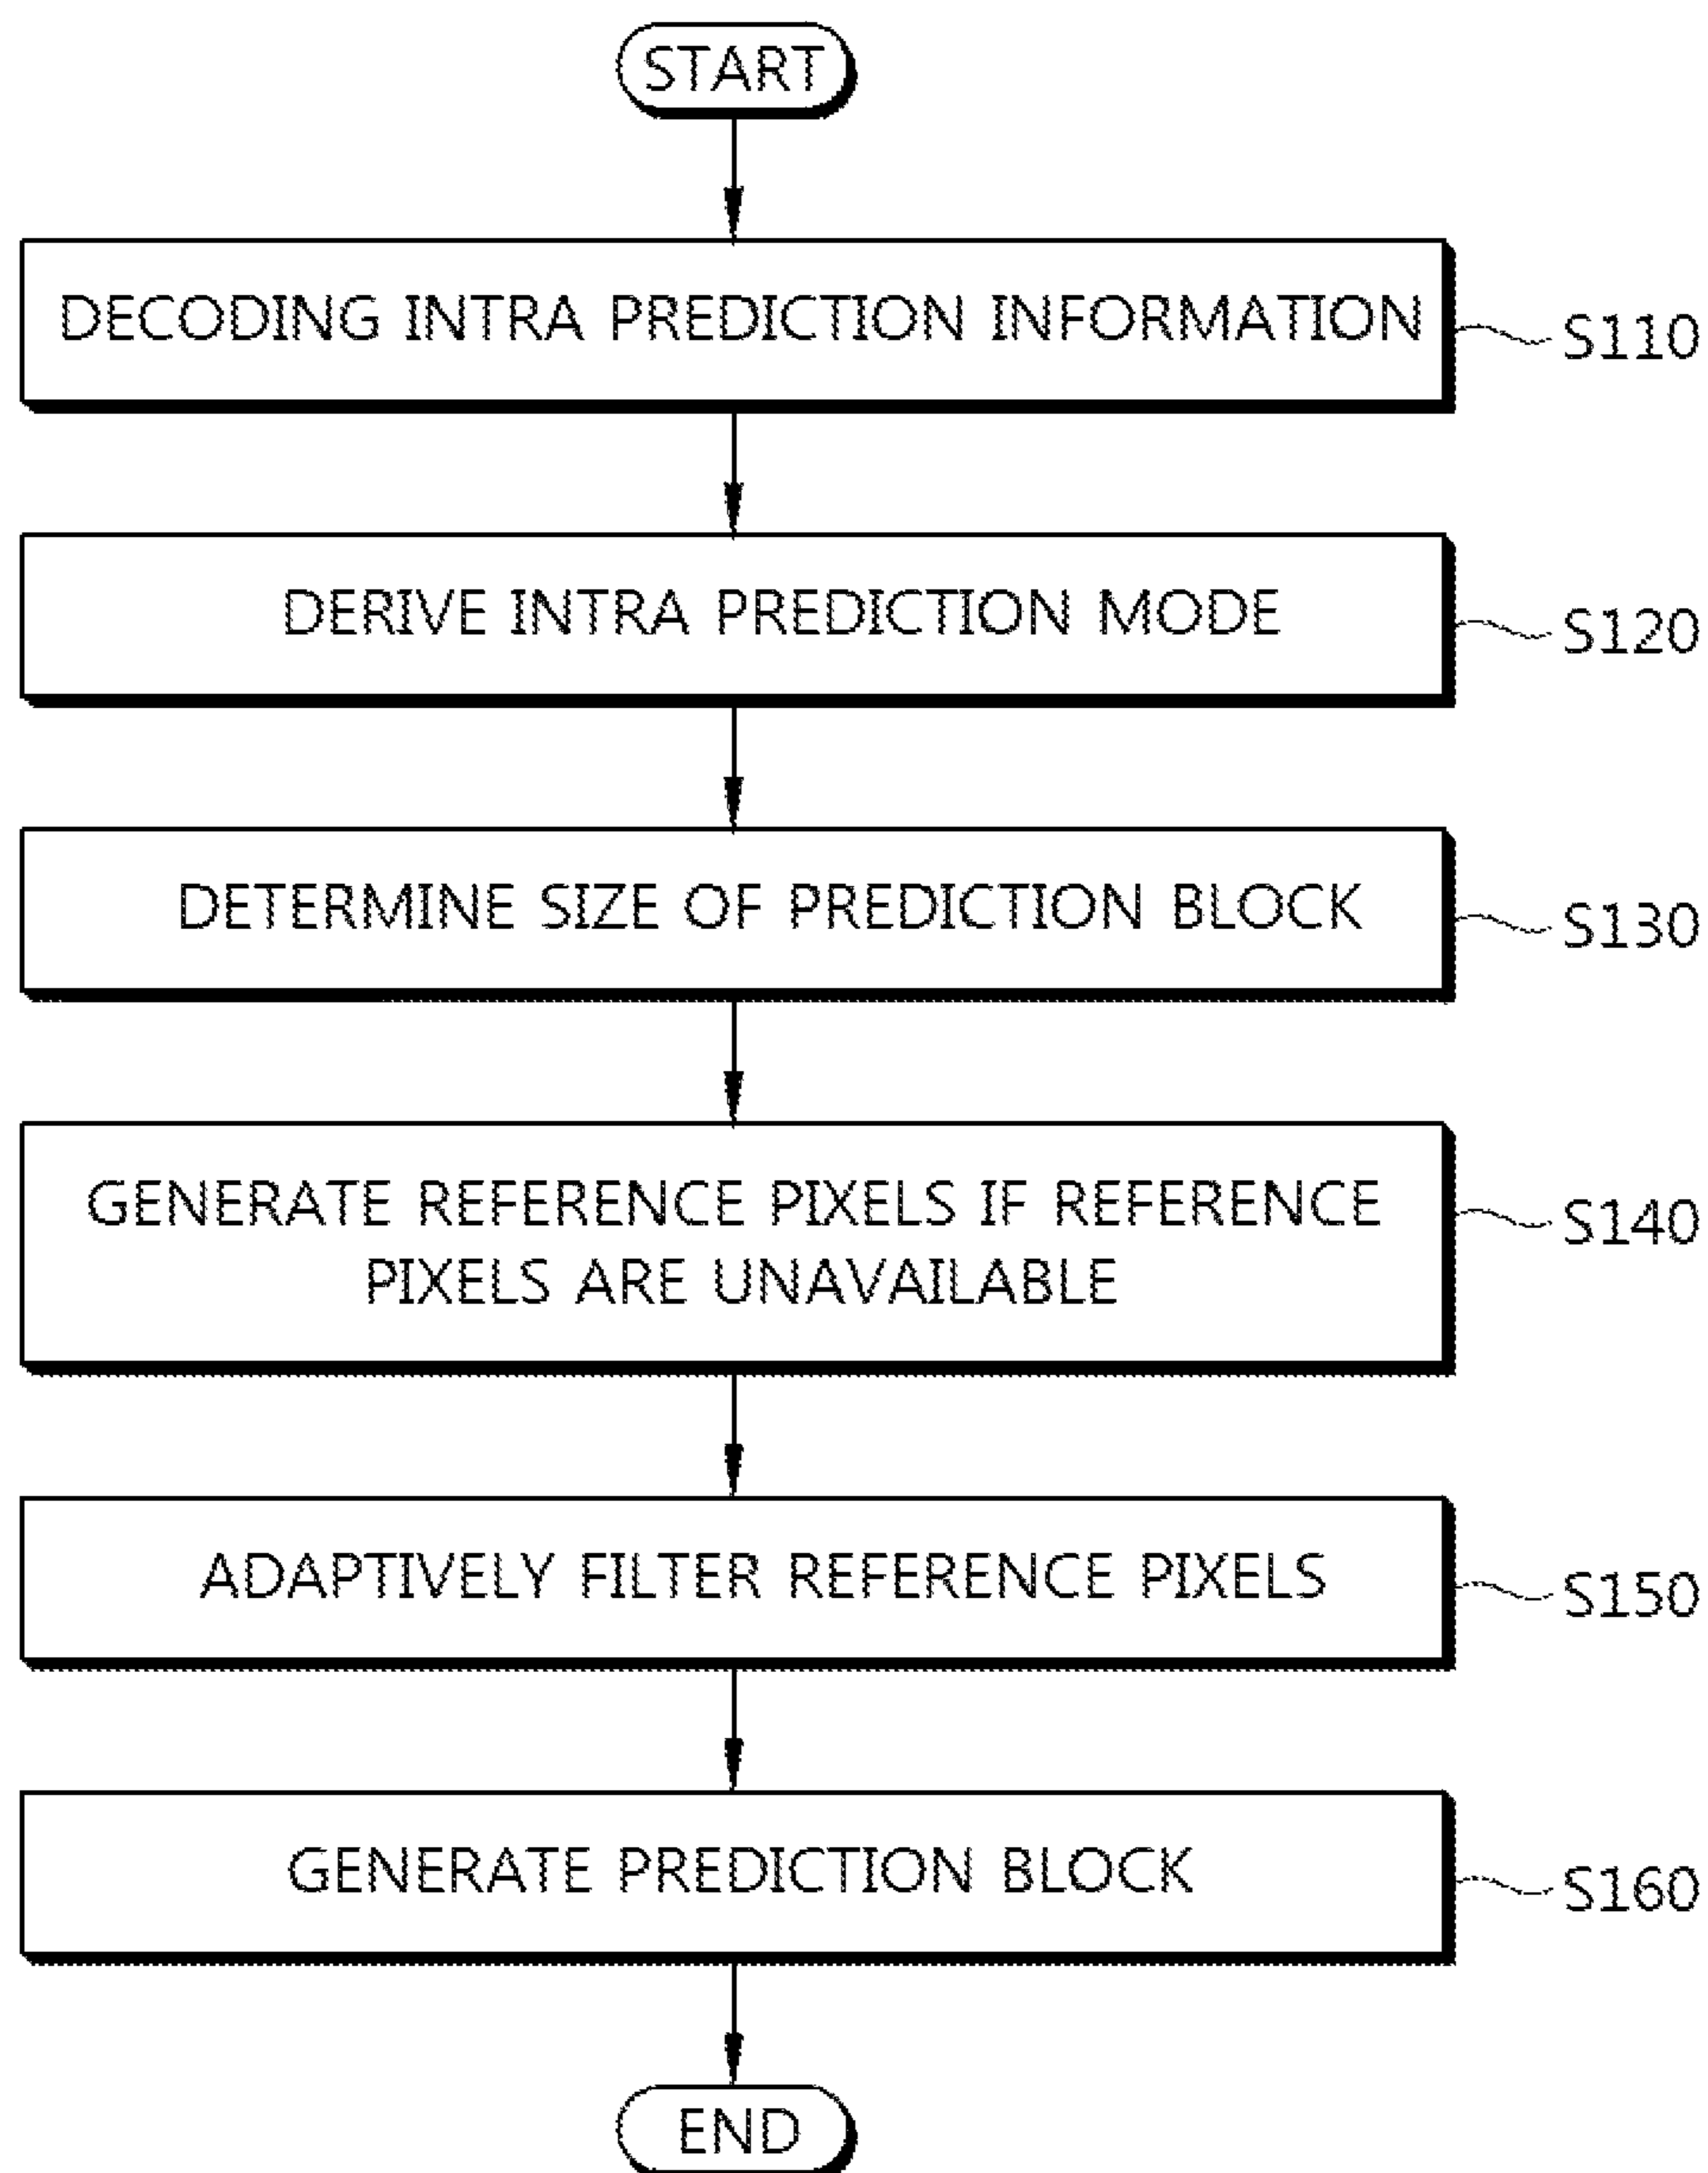 START
DECODING INTRA PREDICTION INFORMATION
S110
DERIVE INTRA PREDICTION MODE
S120
DETERMINE SIZE OF PREDICTION BLOCK
S130
GENERATE REFERENCE PIXELS IF REFERENCE
PIXELS ARE UNAVAILABLE
S140
ADAPTIVELY FILTER REFERENCE PIXELS
S150
GENERATE PREDICTION BLOCK
S160
END